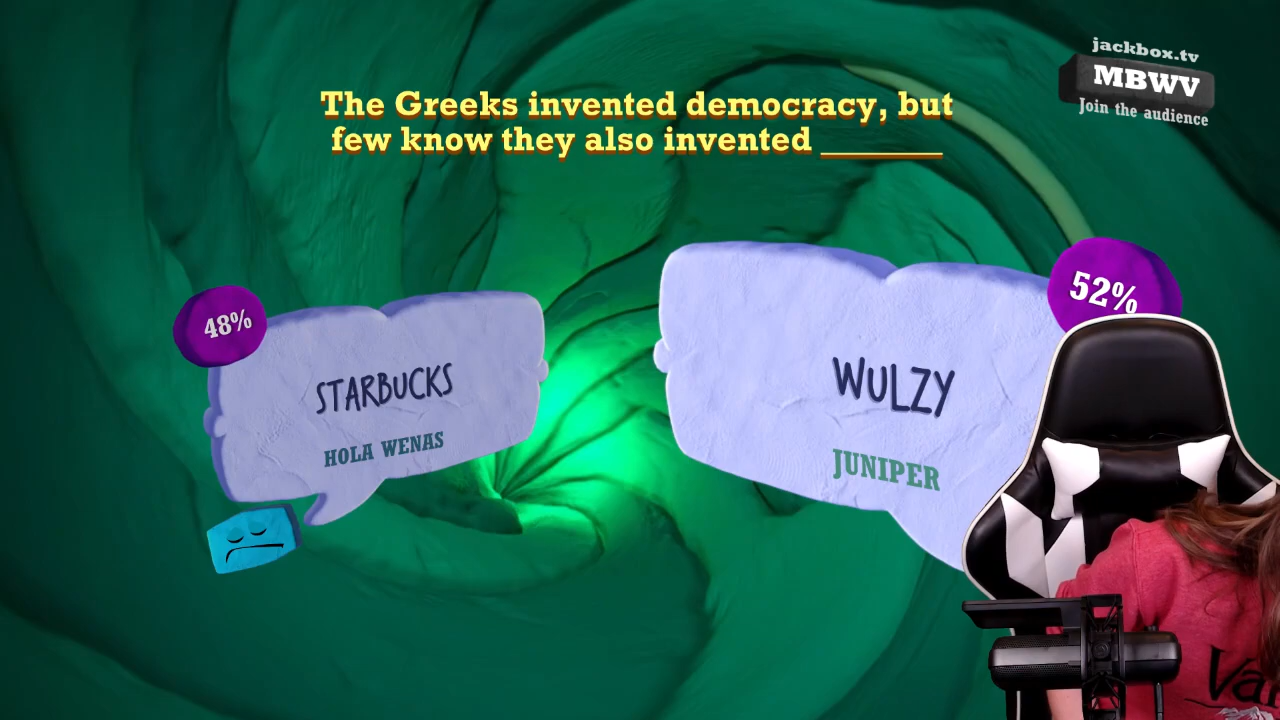 jackbox.tv
MBWV
Join the audience
The Greeks invented democracy, but
few know they also invented ________
48%
STARBUCKS
HOLA WENAS
52%
WULZY
JUNIPER